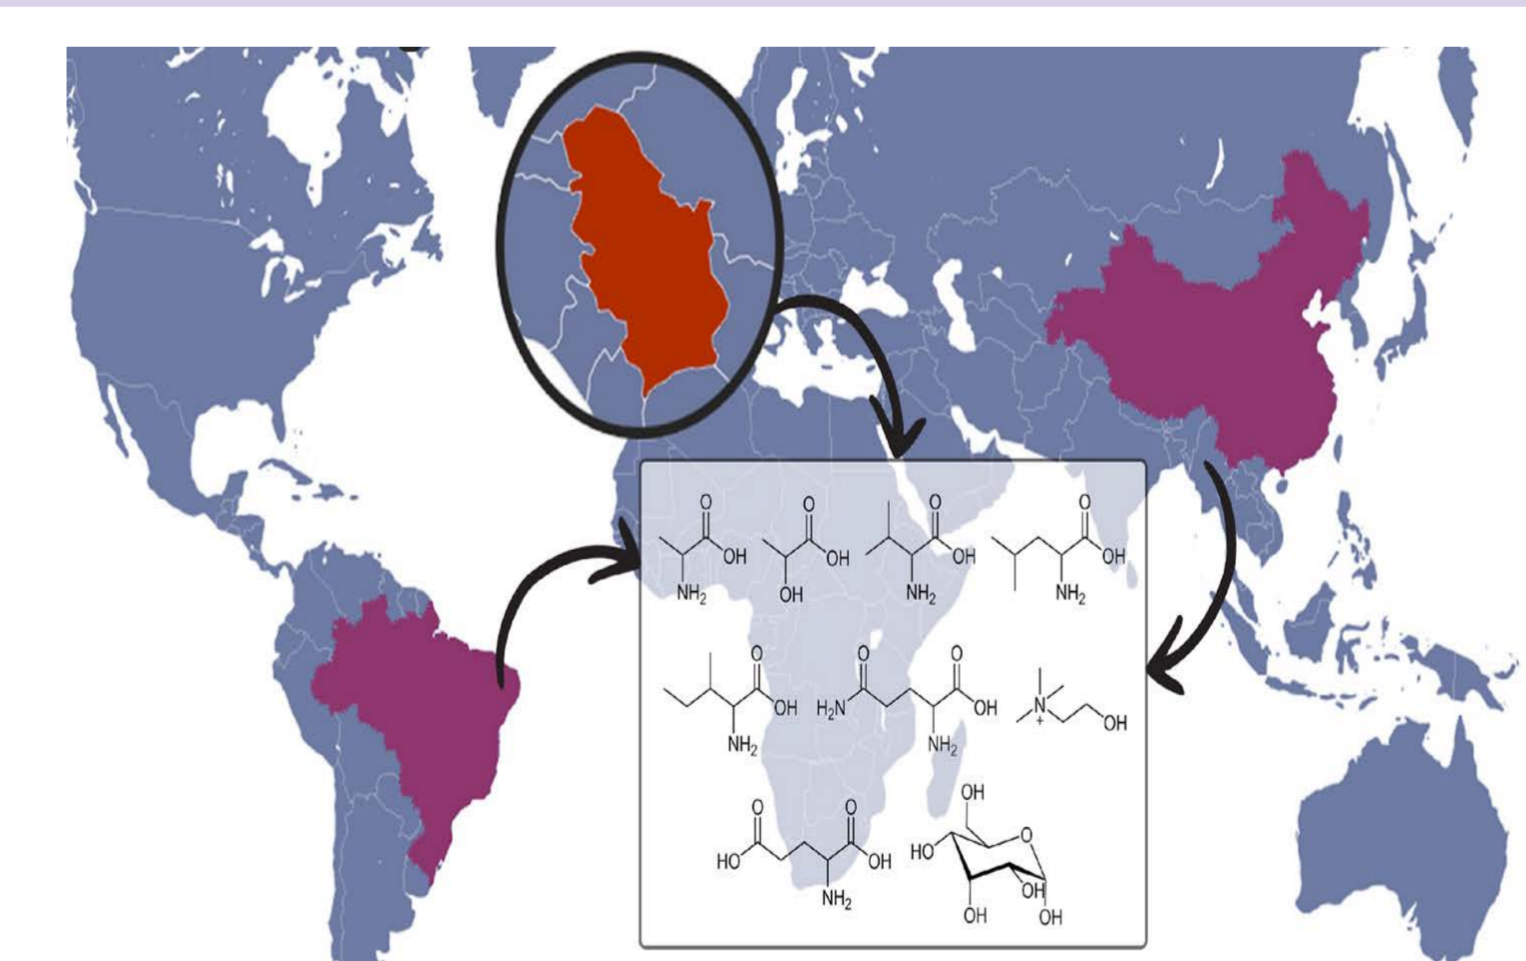 O O O O
OH OH OH OH
NH₂ OH NH₂ NH₂
O O O
OH H₂N OH N+ OH
NH₂ NH₂
OH
O O
HO OH HO O
NH₂ OH
OH OH